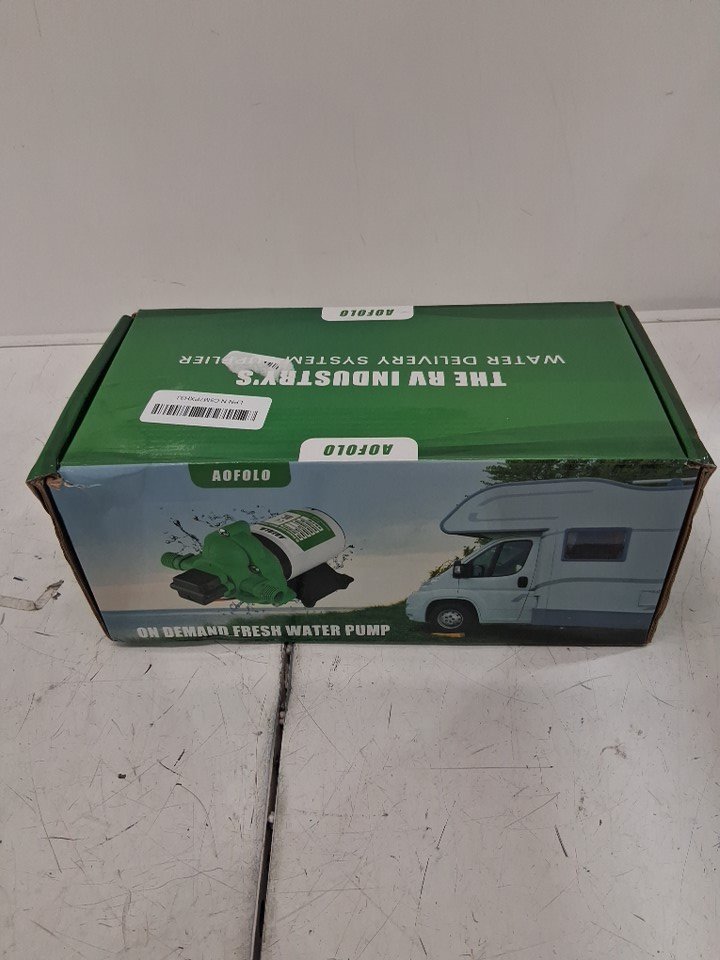 AOFOLO
THE RV INDUSTRY'S
WATER DELIVERY SYSTEM
AOFOLO
AOFOLO
ON DEMAND FRESH WATER PUMP